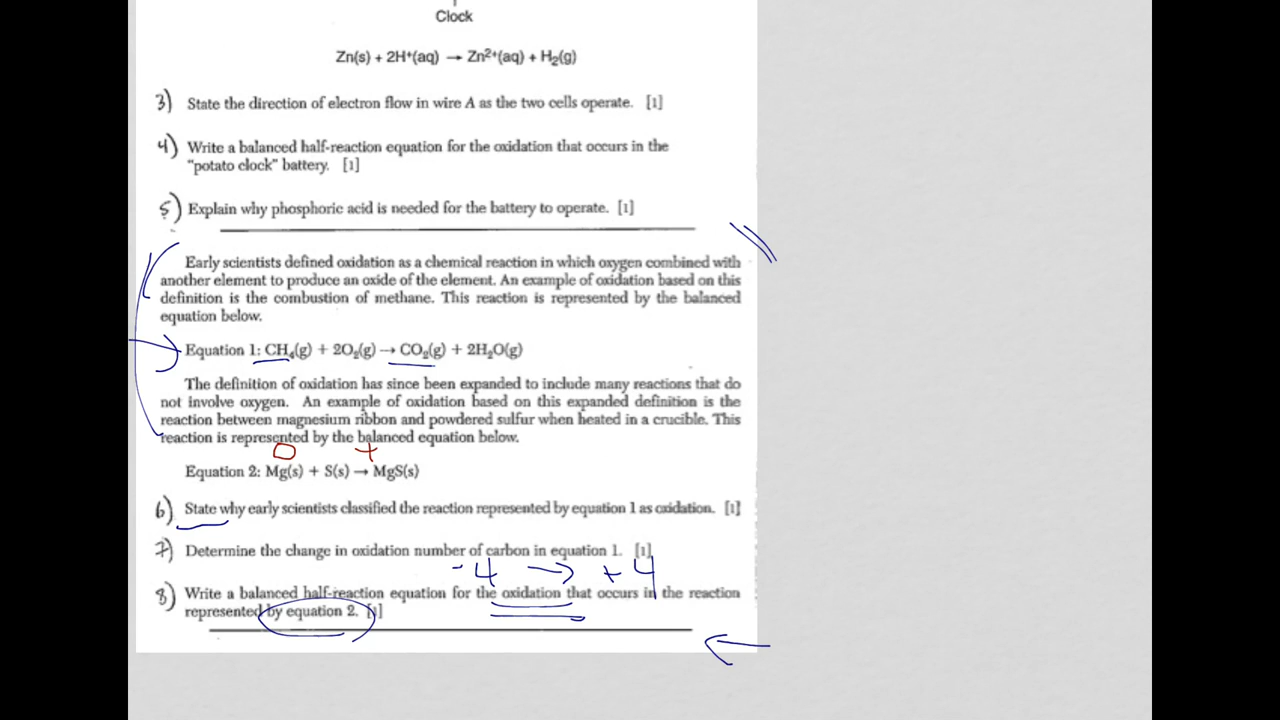 Clock
Zn(s) + 2H⁺(aq) → Zn²⁺(aq) + H₂(g)
3) State the direction of electron flow in wire A as the two cells operate. [1]
4) Write a balanced half-reaction equation for the oxidation that occurs in the
"potato clock" battery. [1]
5) Explain why phosphoric acid is needed for the battery to operate. [1]
Early scientists defined oxidation as a chemical reaction in which oxygen combined with
another element to produce an oxide of the element. An example of oxidation based on this
definition is the combustion of methane. This reaction is represented by the balanced
equation below.
Equation 1: CH₄(g) + 2O₂(g) → CO₂(g) + 2H₂O(g)
The definition of oxidation has since been expanded to include many reactions that do
not involve oxygen. An example of oxidation based on this expanded definition is the
reaction between magnesium ribbon and powdered sulfur when heated in a crucible. This
reaction is represented by the balanced equation below.
0 +
Equation 2: Mg(s) + S(s) → MgS(s)
6) State why early scientists classified the reaction represented by equation 1 as oxidation. [1]
7) Determine the change in oxidation number of carbon in equation 1. [1]
-4 → +4
8) Write a balanced half-reaction equation for the oxidation that occurs in the reaction
represented by equation 2. [1]